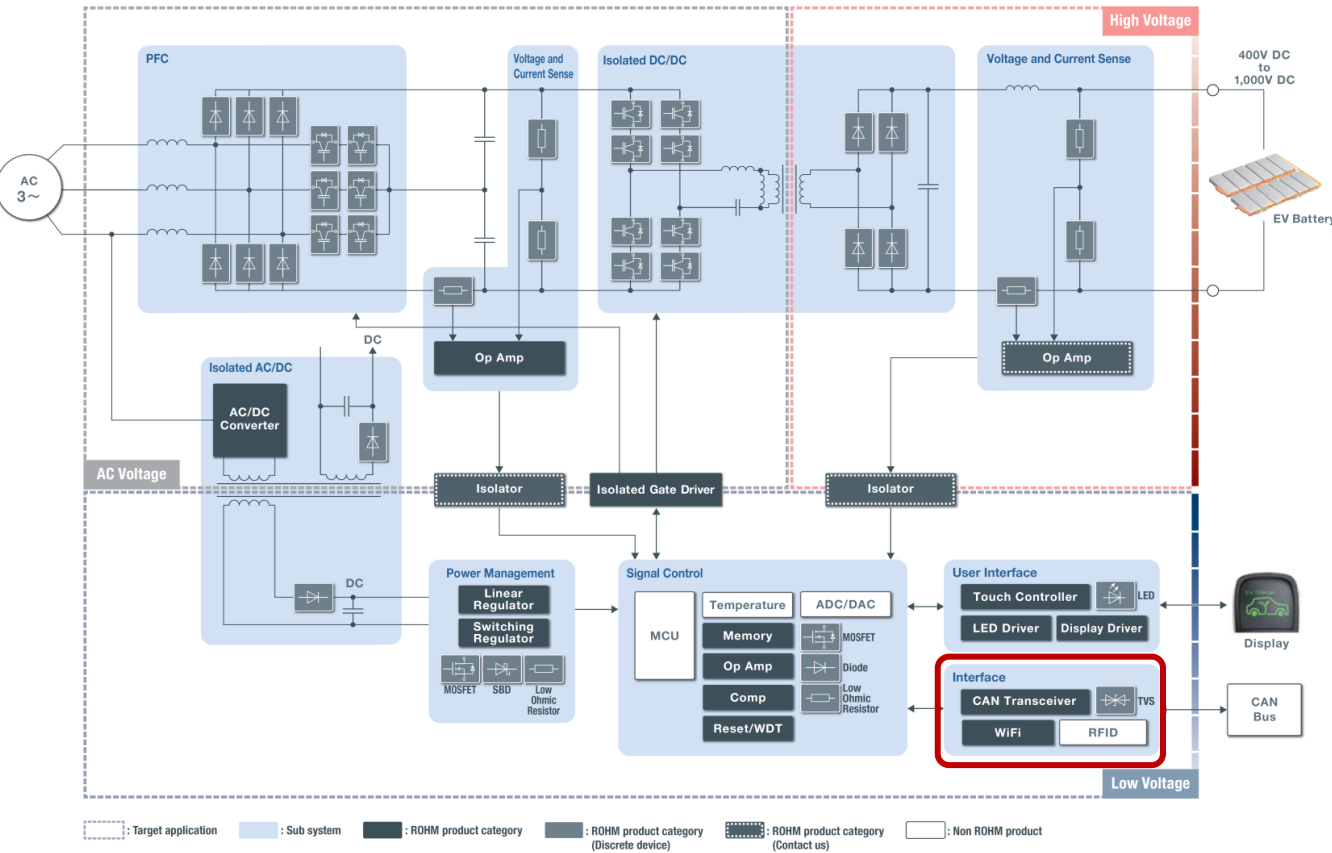 High Voltage
PFC
Voltage and
Current Sense
Isolated DC/DC
Voltage and Current Sense
400V DC
to
1,000V DC
AC
3~
EV Battery
DC
Op Amp
Op Amp
Isolated AC/DC
AC/DC
Converter
AC Voltage
Isolator
Isolated Gate Driver
Isolator
DC
Power Management
Linear
Regulator
Switching
Regulator
MOSFET
SBD
Low
Ohmic
Resistor
Signal Control
MCU
Temperature
ADC/DAC
Memory
MOSFET
Op Amp
Diode
Comp
Low
Ohmic
Resistor
Reset/WDT
User Interface
Touch Controller
LED
LED Driver
Display Driver
Display
Interface
CAN Transceiver
TVS
WiFi
RFID
CAN
Bus
Low Voltage
: Target application
: Sub system
: ROHM product category
: ROHM product category
(Discrete device)
: ROHM product category
(Contact us)
: Non ROHM product